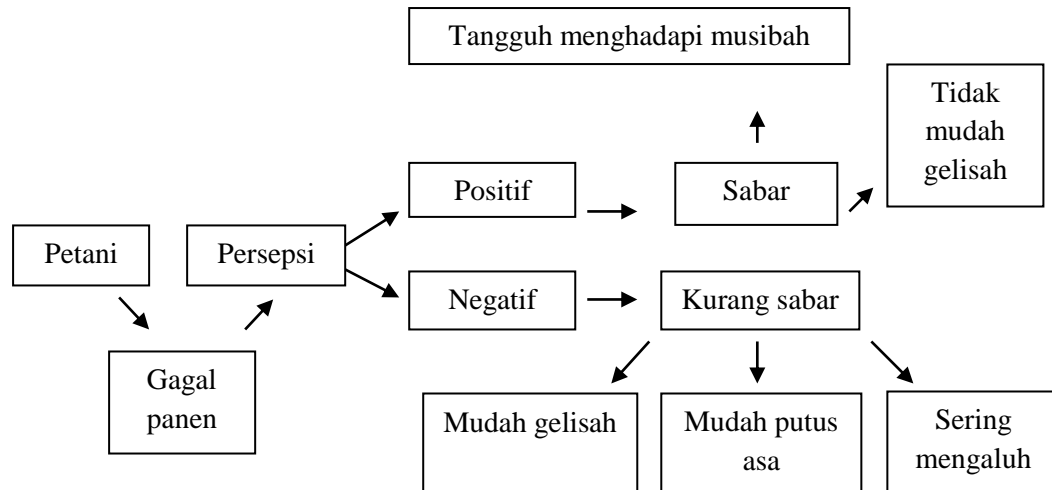 Tangguh menghadapi musibah
Tidak
mudah
gelisah
Positif
Sabar
Petani
Persepsi
Negatif
Kurang sabar
Gagal
panen
Mudah gelisah
Mudah putus
asa
Sering
mengaluh